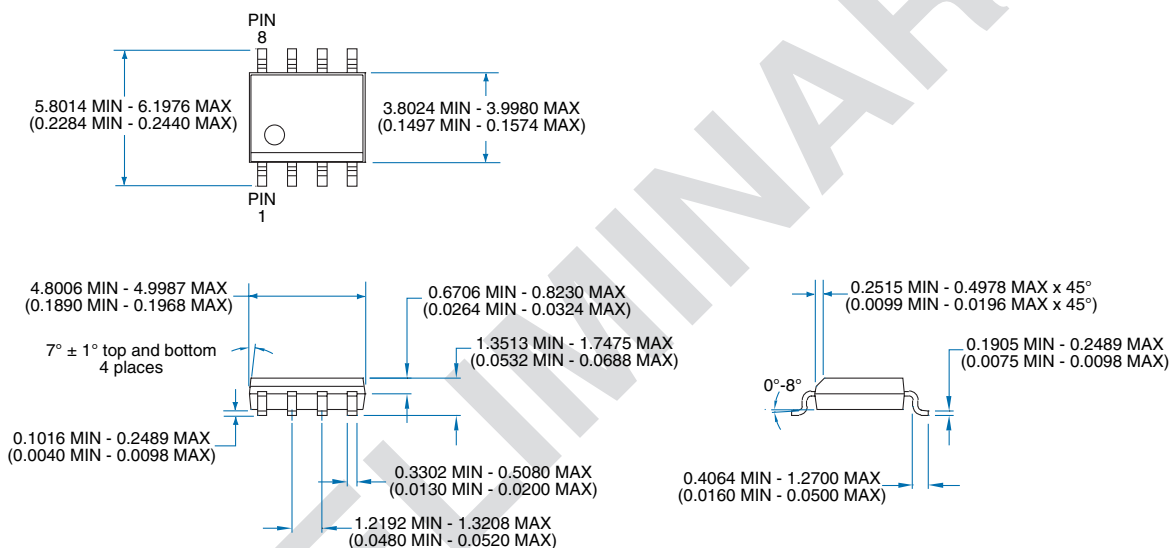 PIN
8
5.8014 MIN - 6.1976 MAX
(0.2284 MIN - 0.2440 MAX)
3.8024 MIN - 3.9980 MAX
(0.1497 MIN - 0.1574 MAX)
PIN
1
4.8006 MIN - 4.9987 MAX
(0.1890 MIN - 0.1968 MAX)
0.6706 MIN - 0.8230 MAX
(0.0264 MIN - 0.0324 MAX)
1.3513 MIN - 1.7475 MAX
(0.0532 MIN - 0.0688 MAX)
7° ± 1° top and bottom
4 places
0.1016 MIN - 0.2489 MAX
(0.0040 MIN - 0.0098 MAX)
0.3302 MIN - 0.5080 MAX
(0.0130 MIN - 0.0200 MAX)
1.2192 MIN - 1.3208 MAX
(0.0480 MIN - 0.0520 MAX)
0.2515 MIN - 0.4978 MAX x 45°
(0.0099 MIN - 0.0196 MAX x 45°)
0.1905 MIN - 0.2489 MAX
(0.0075 MIN - 0.0098 MAX)
0°-8°
0.4064 MIN - 1.2700 MAX
(0.0160 MIN - 0.0500 MAX)
LIMINAR